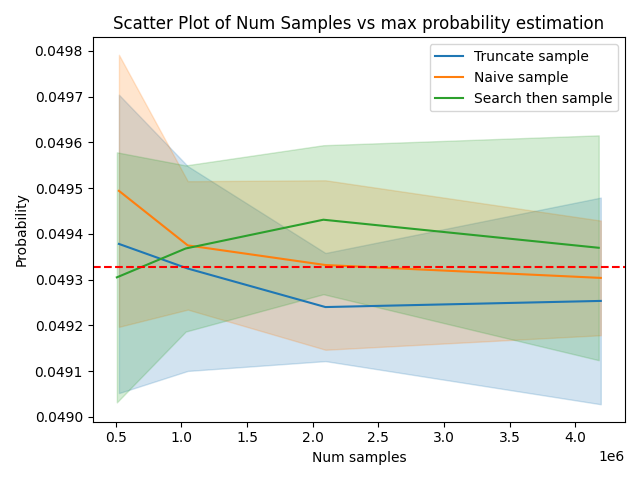 Scatter Plot of Num Samples vs max probability estimation
Truncate sample
Naive sample
Search then sample
Probability
0.0498
0.0497
0.0496
0.0495
0.0494
0.0493
0.0492
0.0491
0.0490
0.5 1.0 1.5 2.0 2.5 3.0 3.5 4.0
1e6
Num samples